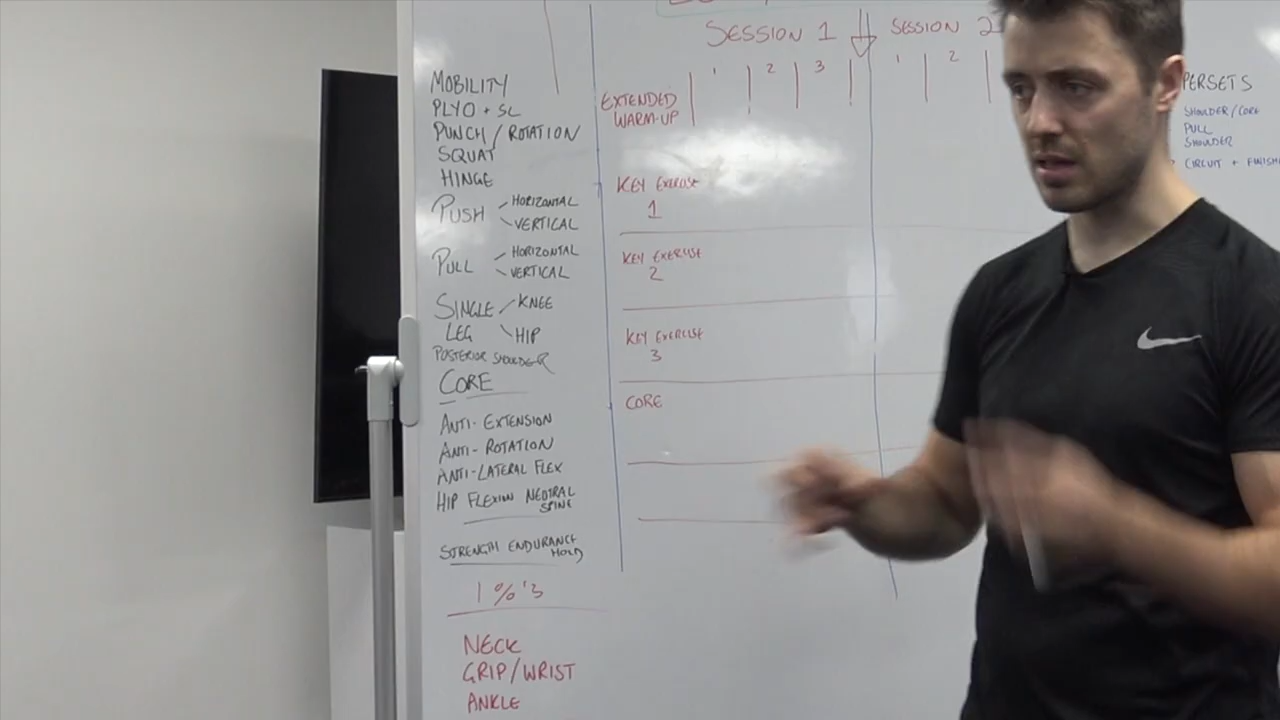 MOBILITY
PLYO + SL
PUNCH / ROTATION
SQUAT
HINGE
PUSH
HORIZONTAL
VERTICAL
PULL
HORIZONTAL
VERTICAL
SINGLE LEG
KNEE
HIP
POSTERIOR SHOULDER
CORE
ANTI-EXTENSION
ANTI-ROTATION
ANTI-LATERAL FLEX
HIP FLEXION NEUTRAL
SPINE
STRENGTH ENDURANCE
HOLD
1%'S
NECK
GRIP/WRIST
ANKLE
SESSION 1
SESSION 2
1 2 3
1 2
EXTENDED
WARM-UP
KEY EXERCISE
1
KEY EXERCISE
2
KEY EXERCISE
3
CORE
PERSETS
SHOULDER/CORE
PULL
SHOULDER
CIRCUIT + FINISH